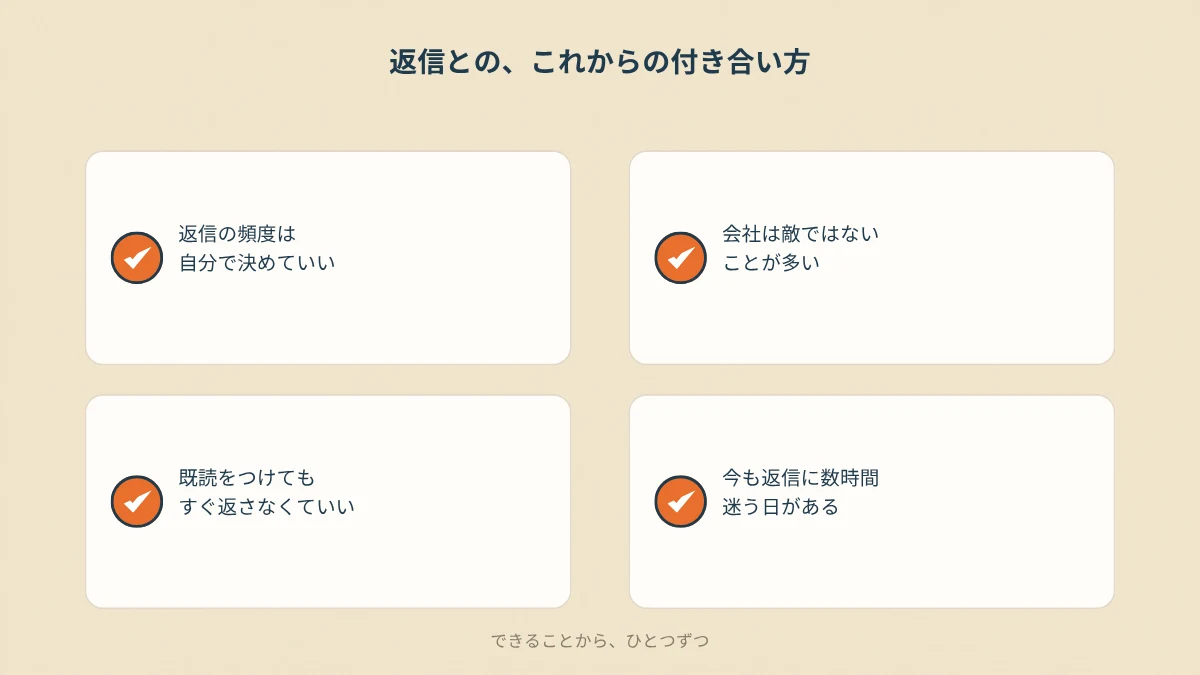 返信との、これからの付き合い方
返信の頻度は
自分で決めていい
会社は敵ではない
ことが多い
既読をつけても
すぐ返さなくていい
今も返信に数時間
迷う日がある
できることから、ひとつずつ